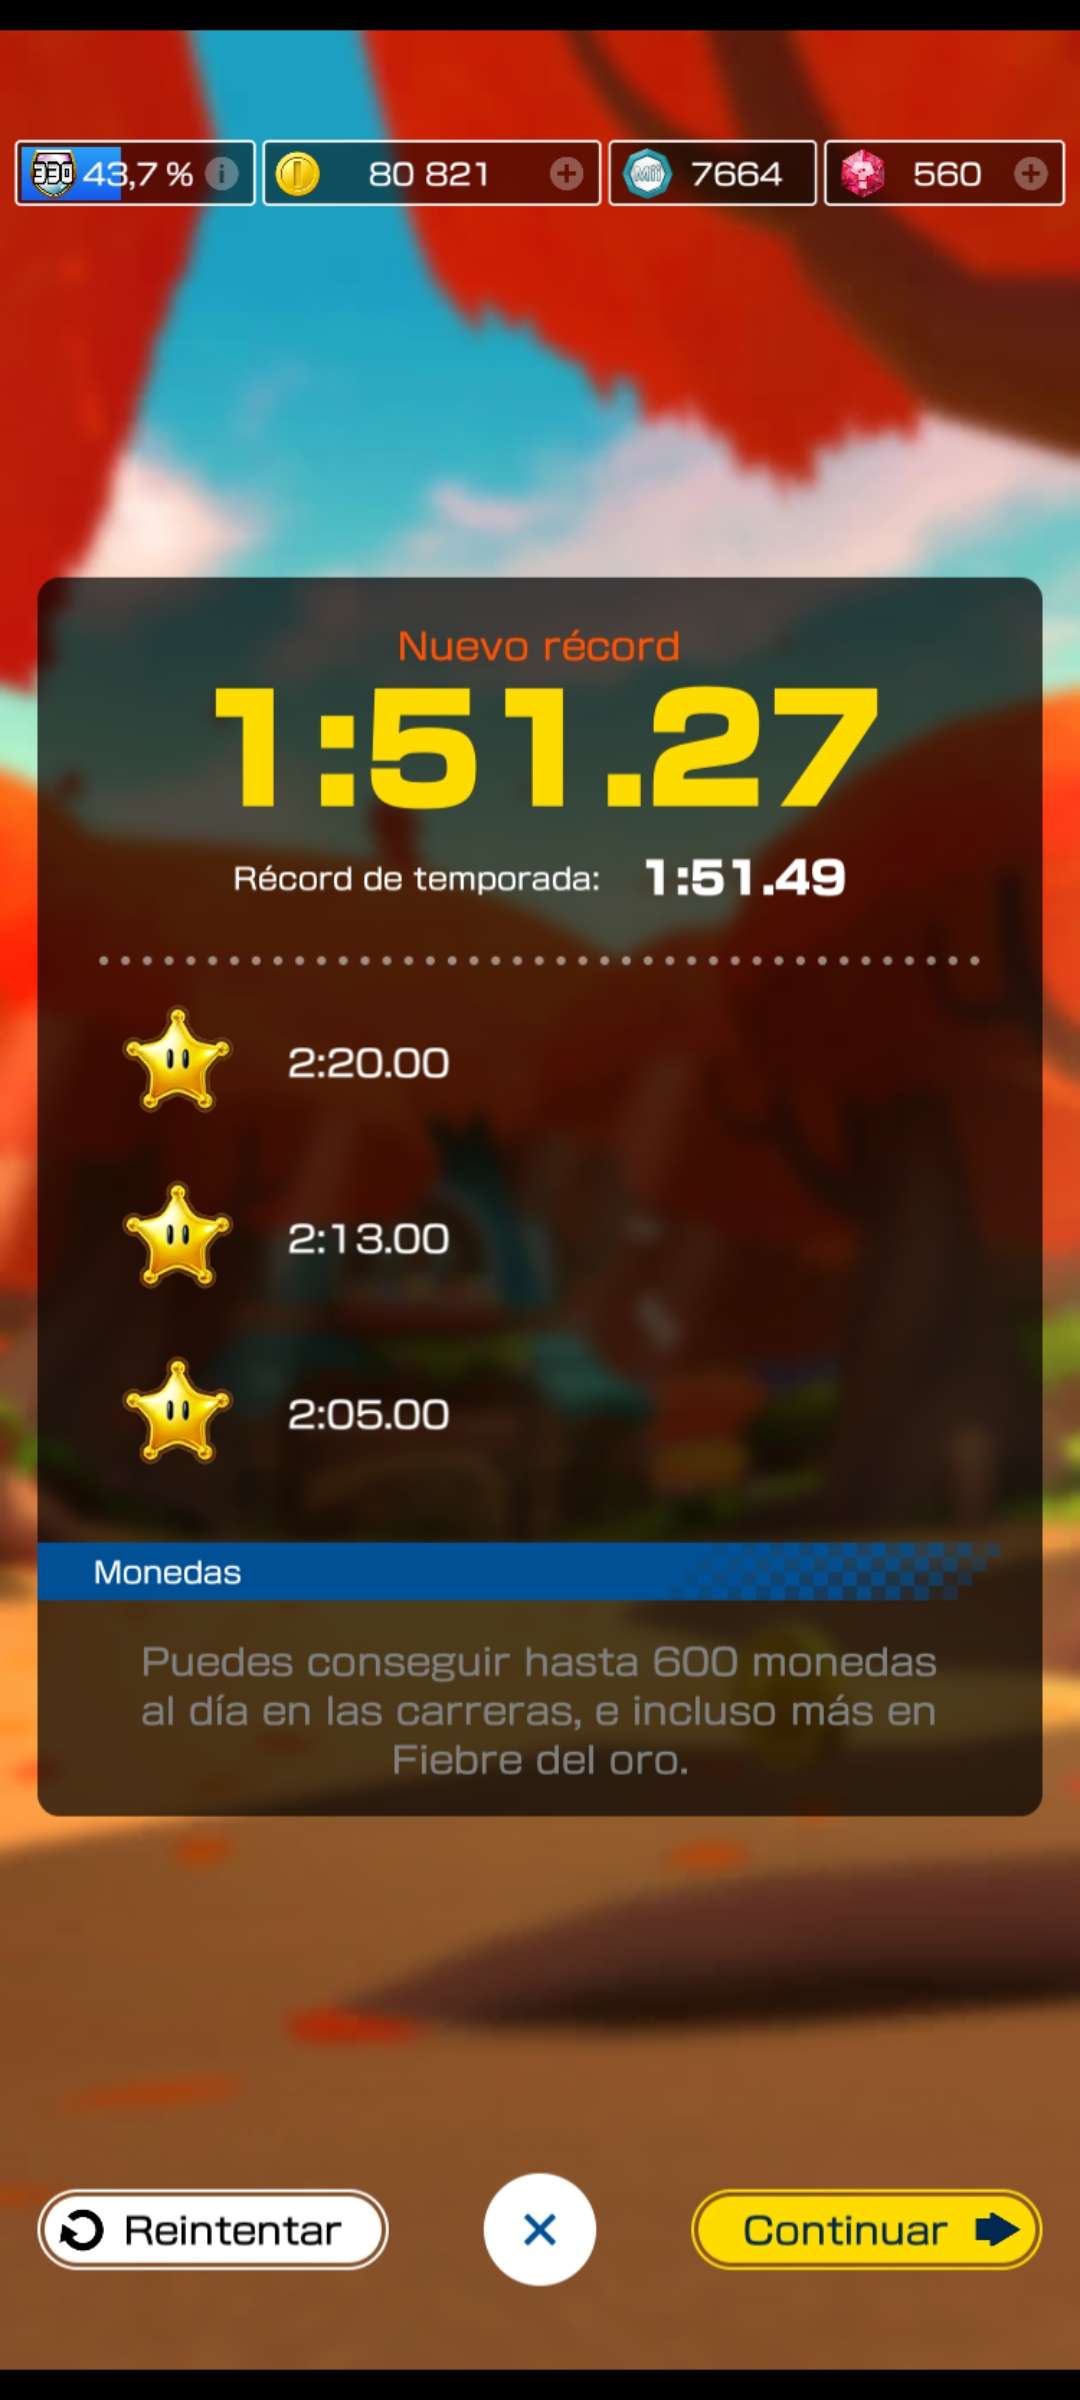 330 43,7 % i 80 821 + Mii 7664 560 +
Nuevo récord
1:51.27
Récord de temporada: 1:51.49
2:20.00
2:13.00
2:05.00
Monedas
Puedes conseguir hasta 600 monedas
al día en las carreras, e incluso más en
Fiebre del oro.
Reintentar × Continuar